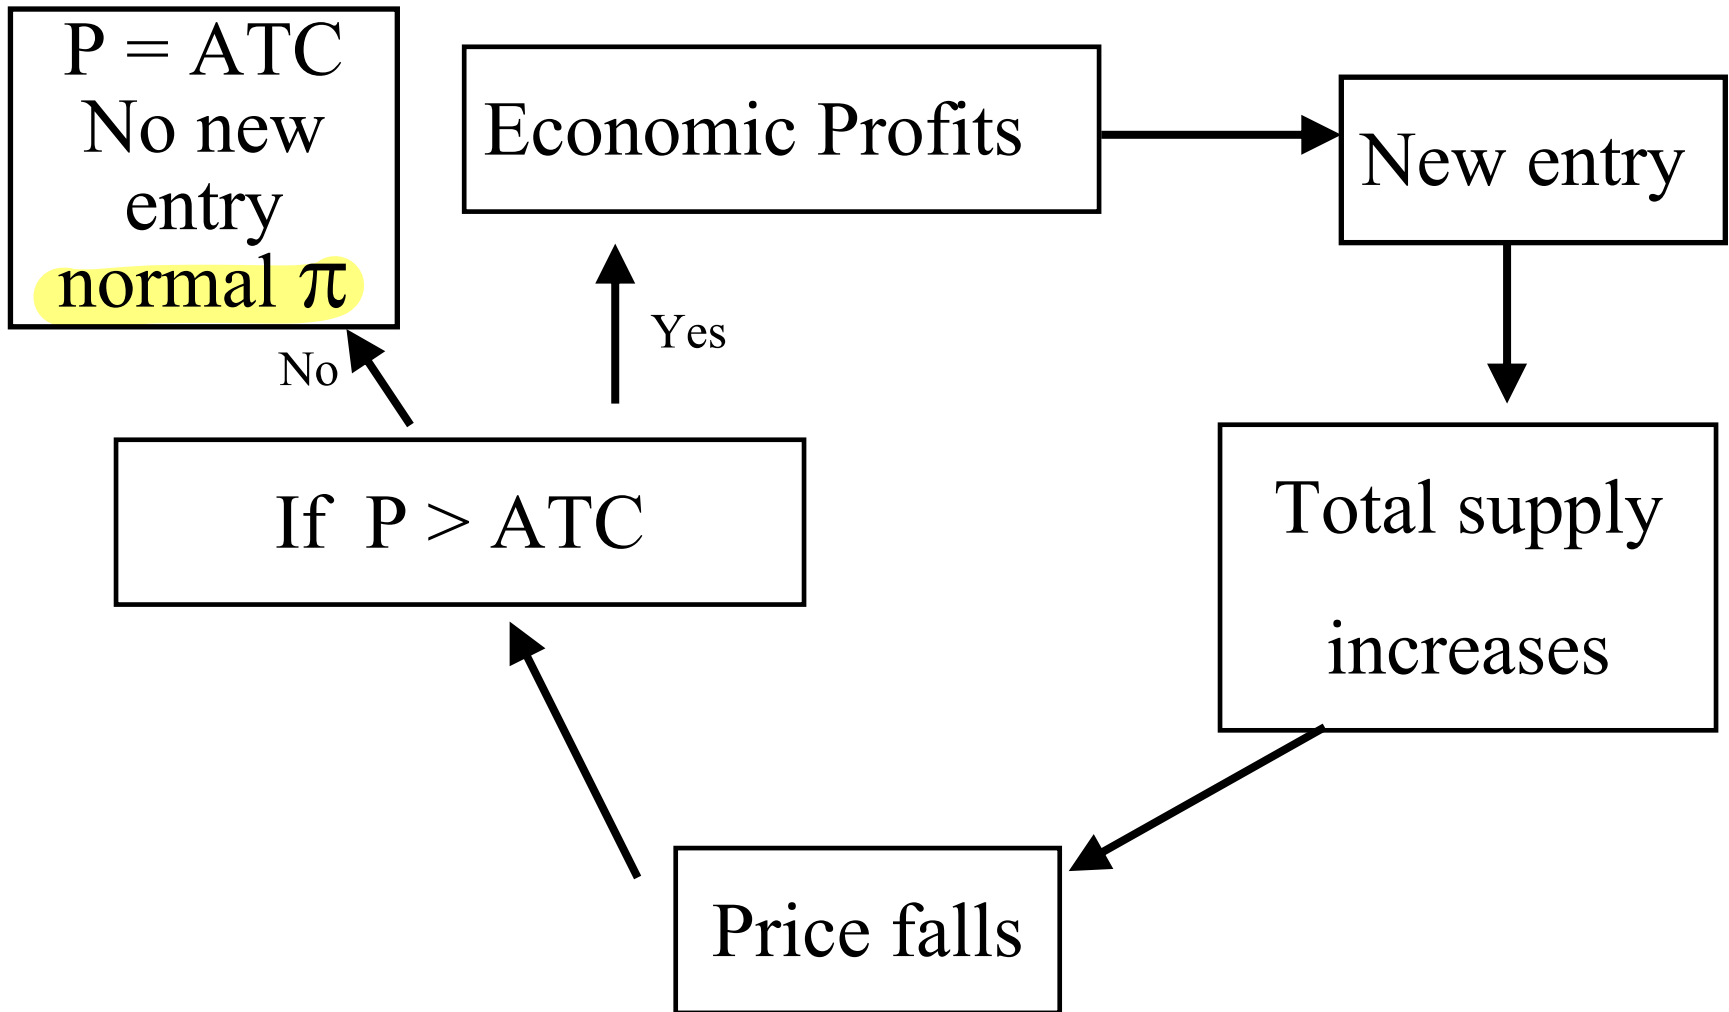 P = ATC
No new
entry
normal π
Economic Profits
New entry
Yes
No
If P > ATC
Total supply
increases
Price falls